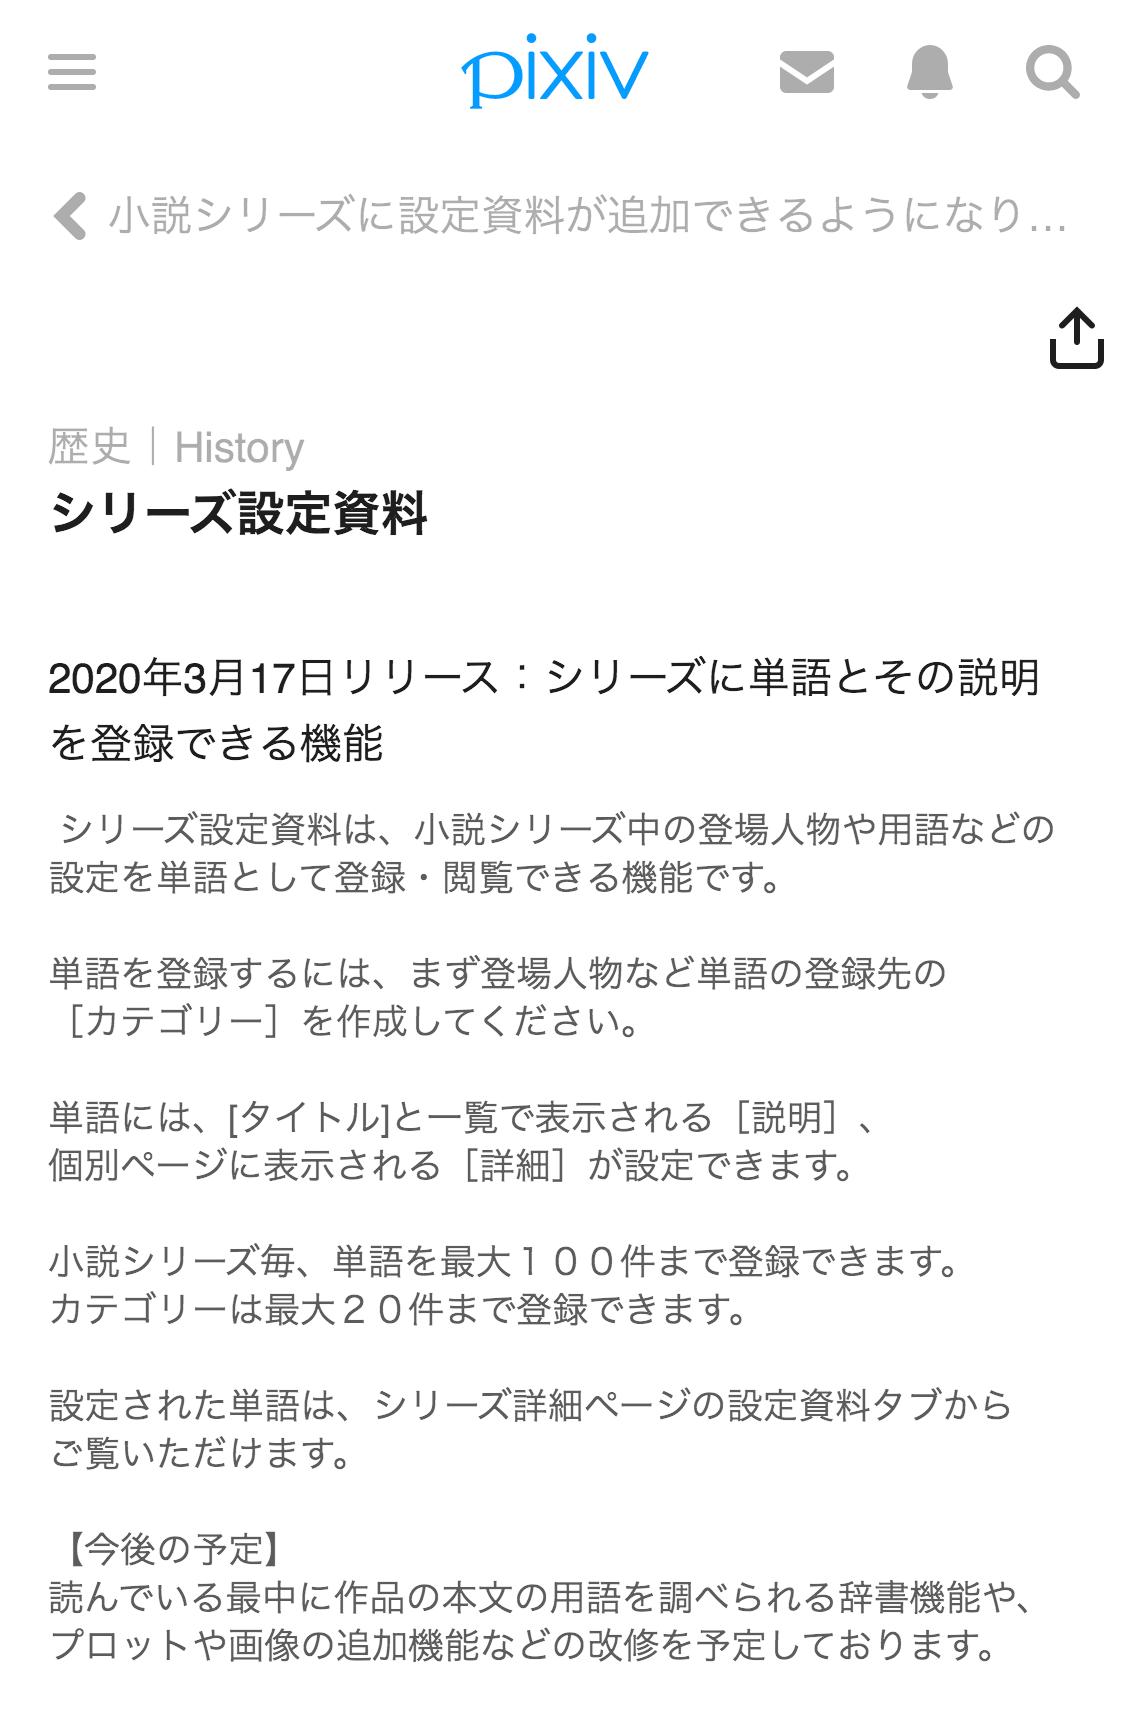 pixiv
小説シリーズに設定資料が追加できるようになり…
歴史｜History
シリーズ設定資料
2020年3月17日リリース：シリーズに単語とその説明
を登録できる機能
シリーズ設定資料は、小説シリーズ中の登場人物や用語などの
設定を単語として登録・閲覧できる機能です。
単語を登録するには、まず登場人物など単語の登録先の
［カテゴリー］を作成してください。
単語には、[タイトル]と一覧で表示される［説明］、
個別ページに表示される［詳細］が設定できます。
小説シリーズ毎、単語を最大１００件まで登録できます。
カテゴリーは最大２０件まで登録できます。
設定された単語は、シリーズ詳細ページの設定資料タブから
ご覧いただけます。
【今後の予定】
読んでいる最中に作品の本文の用語を調べられる辞書機能や、
プロットや画像の追加機能などの改修を予定しております。